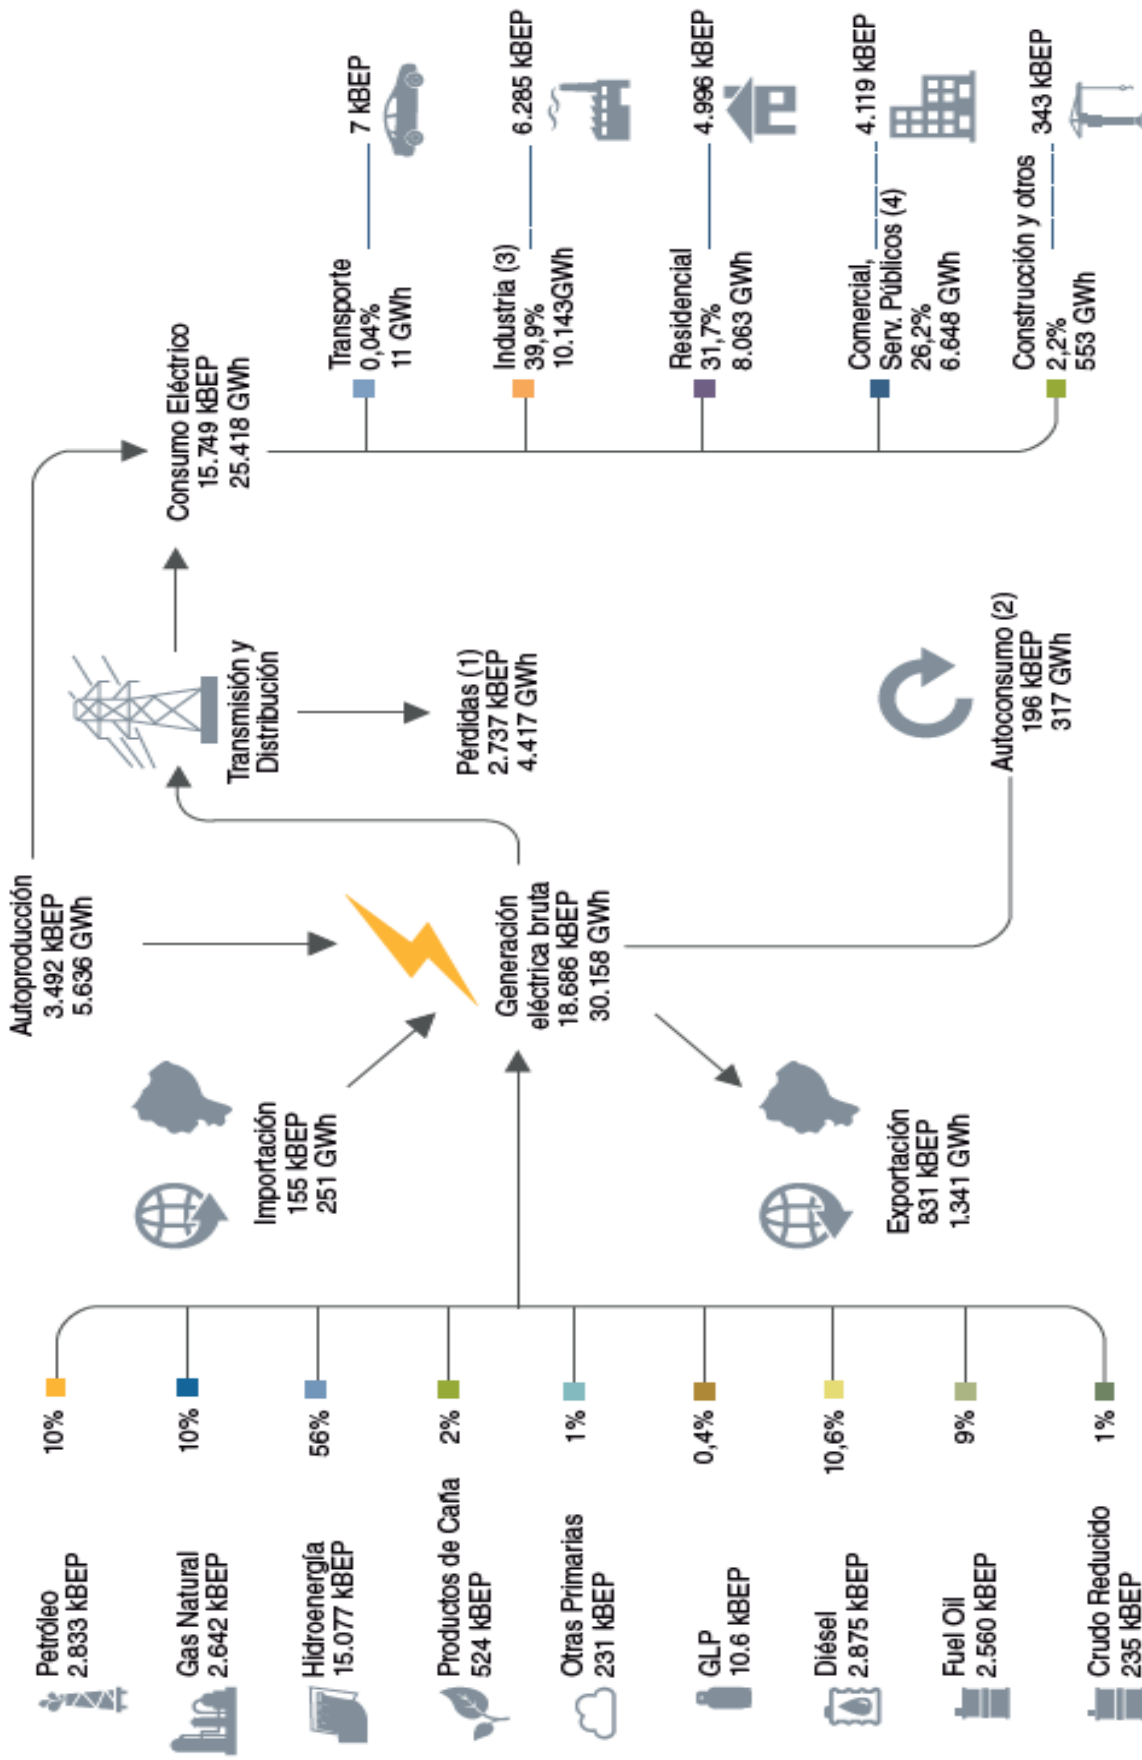 Petróleo
2.833 kBEP
10%
Gas Natural
2.642 kBEP
10%
Hidroenergía
15.077 kBEP
56%
Productos de Caña
524 kBEP
2%
Otras Primarias
231 kBEP
1%
GLP
10.6 kBEP
0,4%
Diésel
2.875 kBEP
10,6%
Fuel Oil
2.560 kBEP
9%
Crudo Reducido
235 kBEP
1%
Importación
155 kBEP
251 GWh
Exportación
831 kBEP
1.341 GWh
Autoproducción
3.492 kBEP
5.636 GWh
Generación
eléctrica bruta
18.686 kBEP
30.158 GWh
Transmisión y
Distribución
Pérdidas (1)
2.737 kBEP
4.417 GWh
Autoconsumo (2)
196 kBEP
317 GWh
Consumo Eléctrico
15.749 kBEP
25.418 GWh
Transporte
0,04%
11 GWh
7 kBEP
Industria (3)
39,9%
10.143GWh
6.285 kBEP
Residencial
31,7%
8.063 GWh
4.996 kBEP
Comercial,
Serv. Públicos (4)
26,2%
6.648 GWh
4.119 kBEP
Construcción y otros
2,2%
553 GWh
343 kBEP